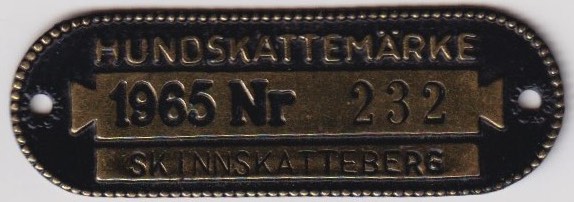 HUNDSKATTEMÄRKE
1965 Nr 232
SKINNSKATTEBERG